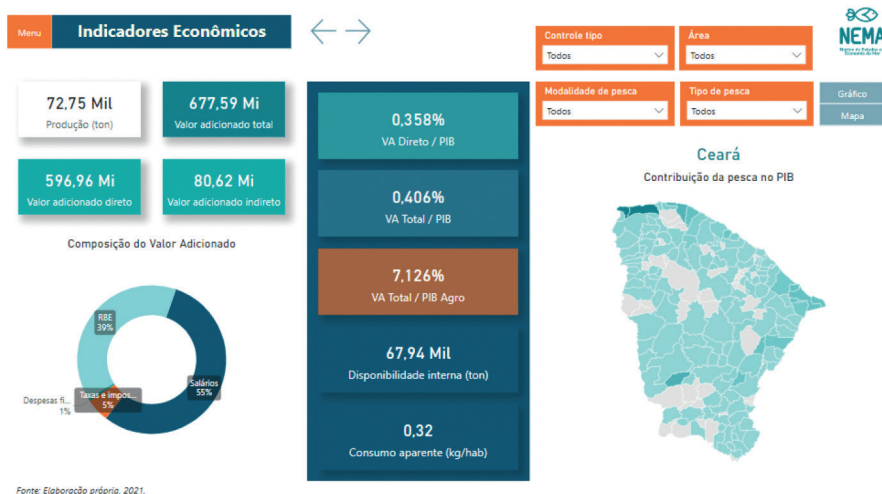 Menu
Indicadores Econômicos
Controle tipo
Todos
Área
Todos
NEMA
Modalidade de pesca
Todos
Tipo de pesca
Todos
Gráfico
Mapa
72,75 Mil
Produção (ton)
677,59 Mi
Valor adicionado total
596,96 Mi
Valor adicionado direto
80,62 Mi
Valor adicionado indireto
Composição do Valor Adicionado
RBE
39%
Salários
55%
Taxas e impos...
5%
Despesas fi...
1%
0,358%
VA Direto / PIB
0,406%
VA Total / PIB
7,126%
VA Total / PIB Agro
67,94 Mil
Disponibilidade interna (ton)
0,32
Consumo aparente (kg/hab)
Ceará
Contribuição da pesca no PIB
Fonte: Elaboração própria, 2021.